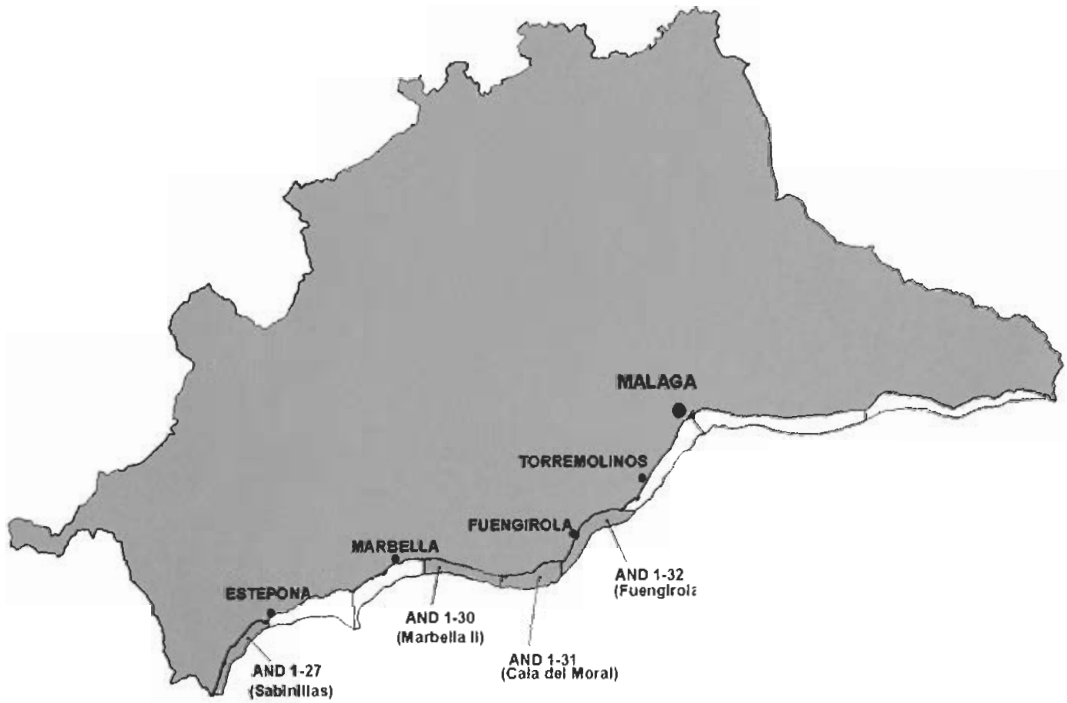 MALAGA
TORREMOLINOS
FUENGIROLA
MARBELLA
ESTEPONA
AND 1-32
(Fuengirola
AND 1-30
(Marbella II)
AND 1-31
(Cala del Moral)
AND 1-27
(Sabinillas)